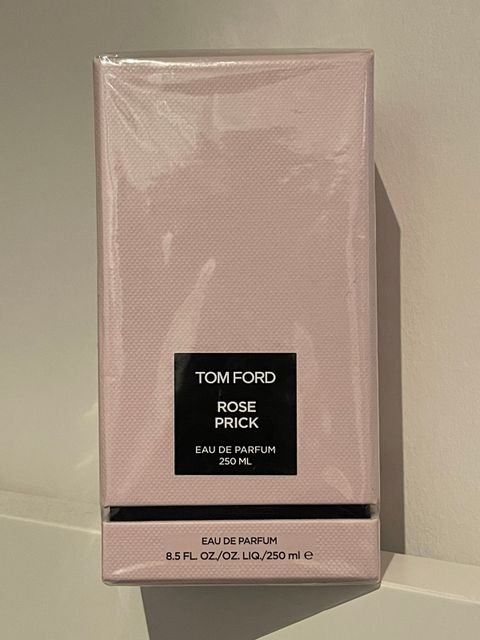 TOM FORD
ROSE
PRICK
EAU DE PARFUM
250 ML
EAU DE PARFUM
8.5 FL. OZ./OZ. LIQ./250 ml ℮